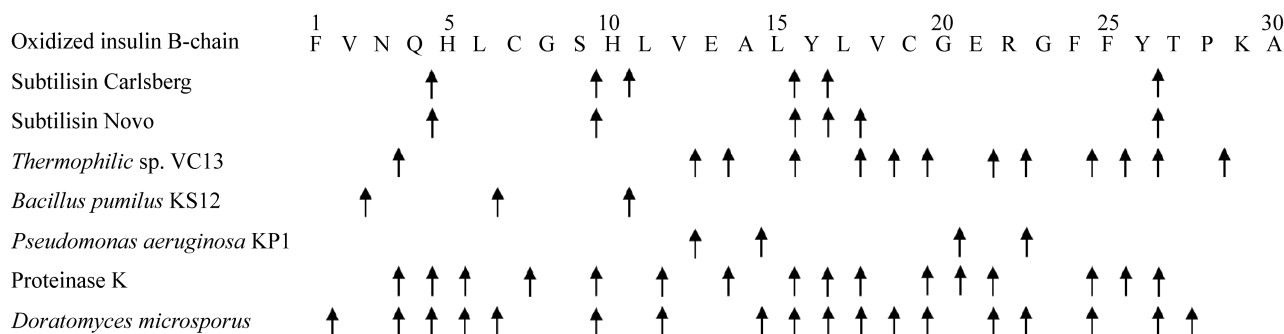 1 5 10 15 20 25 30
Oxidized insulin B-chain F V N Q H L C G S H L V E A L Y L V C G E R G F F Y T P K A
Subtilisin Carlsberg
Subtilisin Novo
Thermophilic sp. VC13
Bacillus pumilus KS12
Pseudomonas aeruginosa KP1
Proteinase K
Doratomyces microsporus